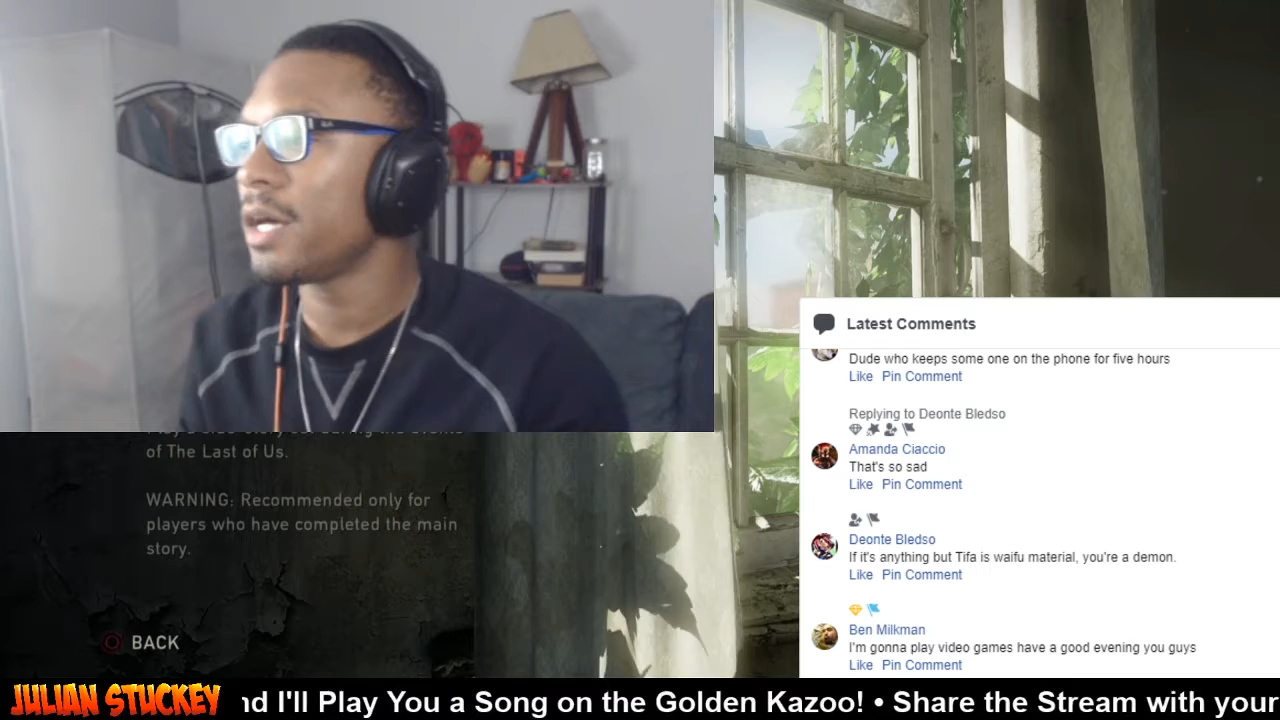 Latest Comments
Dude who keeps some one on the phone for five hours
Like Pin Comment
Replying to Deonte Bledso
Amanda Ciaccio
That's so sad
Like Pin Comment
Deonte Bledso
If it's anything but Tifa is waifu material, you're a demon.
Like Pin Comment
Ben Milkman
I'm gonna play video games have a good evening you guys
Like Pin Comment
of The Last of Us.
WARNING: Recommended only for
players who have completed the main
story.
BACK
JULIAN STUCKEY
nd I'll Play You a Song on the Golden Kazoo! • Share the Stream with your